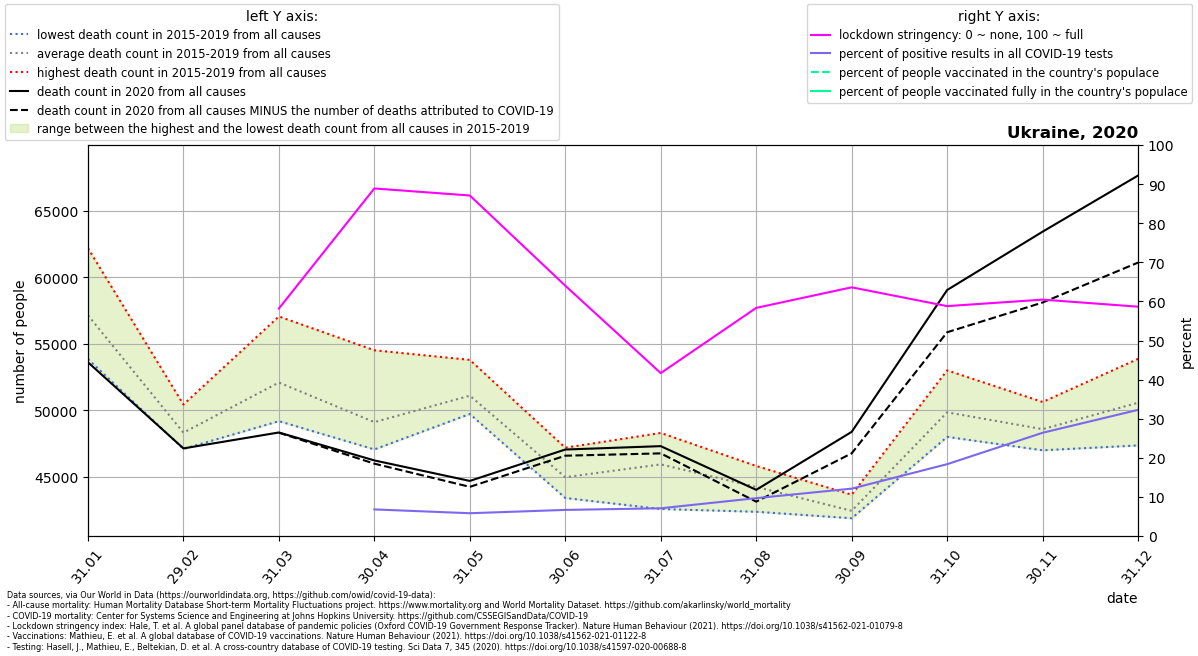 left Y axis:
lowest death count in 2015-2019 from all causes
average death count in 2015-2019 from all causes
highest death count in 2015-2019 from all causes
death count in 2020 from all causes
death count in 2020 from all causes MINUS the number of deaths attributed to COVID-19
range between the highest and the lowest death count from all causes in 2015-2019
right Y axis:
lockdown stringency: 0 ~ none, 100 ~ full
percent of positive results in all COVID-19 tests
percent of people vaccinated in the country's populace
percent of people vaccinated fully in the country's populace
Ukraine, 2020
number of people
65000
60000
55000
50000
45000
100
90
80
70
60
50
40
30
20
10
0
percent
31.01
29.02
31.03
30.04
31.05
30.06
31.07
31.08
30.09
31.10
30.11
31.12
date
Data sources, via Our World in Data (https://ourworldindata.org, https://github.com/owid/covid-19-data):
- All-cause mortality: Human Mortality Database Short-term Mortality Fluctuations project. https://www.mortality.org and World Mortality Dataset. https://github.com/akarlinsky/world_mortality
- COVID-19 mortality: Center for Systems Science and Engineering at Johns Hopkins University. https://github.com/CSSEGISandData/COVID-19
- Lockdown stringency index: Hale, T. et al. A global panel database of pandemic policies (Oxford COVID-19 Government Response Tracker). Nature Human Behaviour (2021). https://doi.org/10.1038/s41562-021-01079-8
- Vaccinations: Mathieu, E. et al. A global database of COVID-19 vaccinations. Nature Human Behaviour (2021). https://doi.org/10.1038/s41562-021-01122-8
- Testing: Hasell, J., Mathieu, E., Beltekian, D. et al. A cross-country database of COVID-19 testing. Sci Data 7, 345 (2020). https://doi.org/10.1038/s41597-020-00688-8